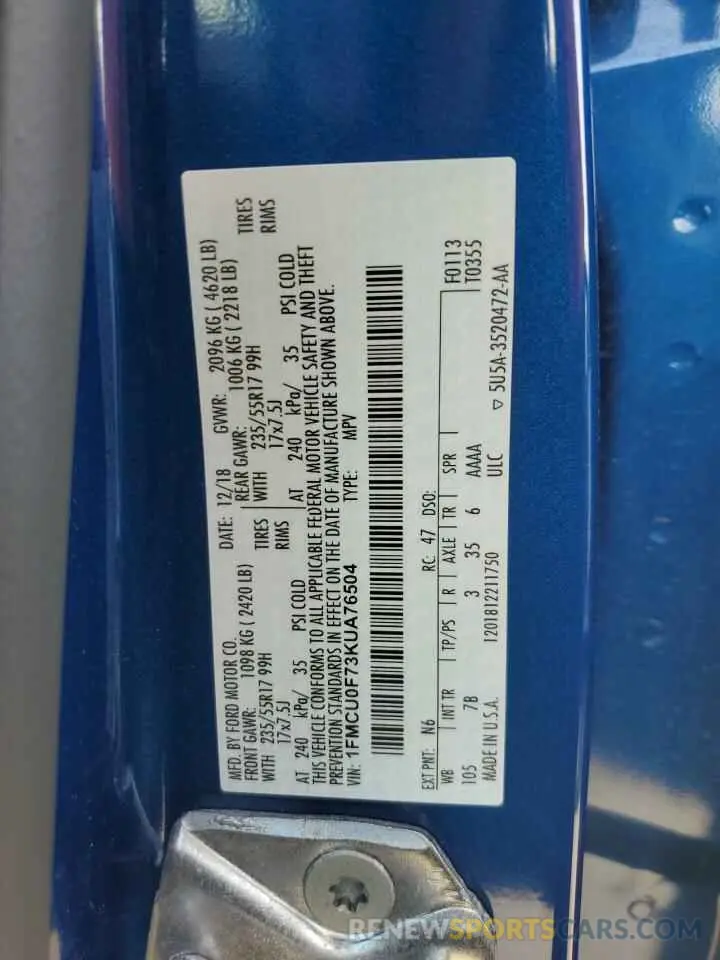 MFD. BY FORD MOTOR CO.
DATE: 12/18 GVWR: 2096 KG ( 4620 LB)
FRONT GAWR: 1098 KG ( 2420 LB)
REAR GAWR: 1006 KG ( 2218 LB)
WITH 235/55R17 99H TIRES
WITH 235/55R17 99H TIRES
17x7.5J RIMS
17x7.5J RIMS
AT 240 kPa/ 35 PSI COLD
AT 240 kPa/ 35 PSI COLD
THIS VEHICLE CONFORMS TO ALL APPLICABLE FEDERAL MOTOR VEHICLE SAFETY AND THEFT
PREVENTION STANDARDS IN EFFECT ON THE DATE OF MANUFACTURE SHOWN ABOVE.
VIN: 1FMCU0F73KUA76504 TYPE: MPV
F0113
T0355
EXT PNT: N6 RC: 47 DSO:
WB INT TR TP/PS R AXLE TR SPR
105 7B 3 35 6 AAAA
MADE IN U.S.A. 1201812211750 ULC
5U5A-3520472-AA
RENEWSPORTSCARS.COM